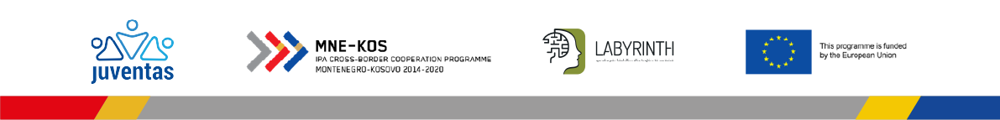 juventas
MNE-KOS
IPA CROSS-BORDER COOPERATION PROGRAMME
MONTENEGRO-KOSOVO 2014-2020
LABYRINTH
This programme is funded
by the European Union